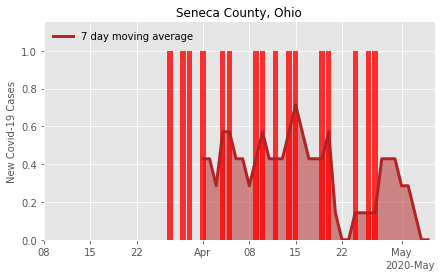 Seneca County, Ohio
7 day moving average
New Covid-19 Cases
1.0
0.8
0.6
0.4
0.2
0.0
08 15 22 Apr 08 15 22 May
2020-May